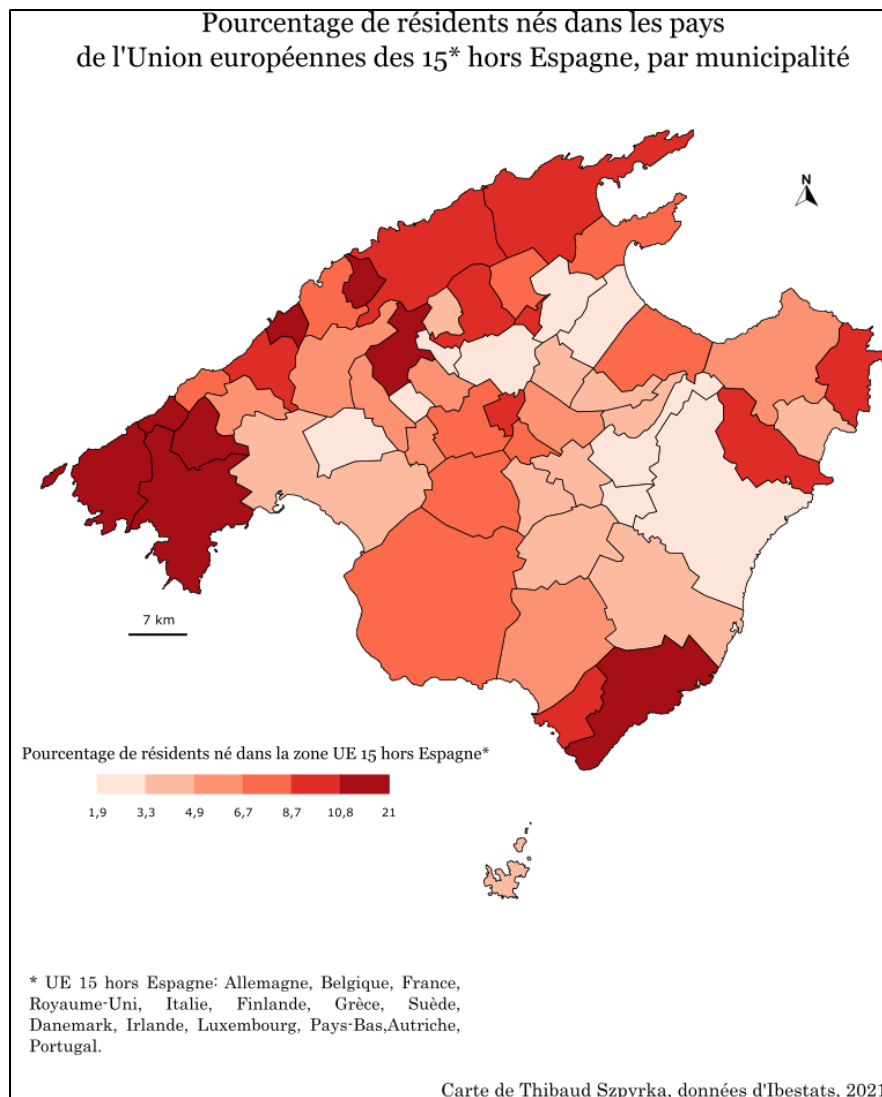 Pourcentage de résidents nés dans les pays
de l'Union européennes des 15* hors Espagne, par municipalité
N
7 km
Pourcentage de résidents né dans la zone UE 15 hors Espagne*
1,9 3,3 4,9 6,7 8,7 10,8 21
* UE 15 hors Espagne: Allemagne, Belgique, France,
Royaume-Uni, Italie, Finlande, Grèce, Suède,
Danemark, Irlande, Luxembourg, Pays-Bas,Autriche,
Portugal.
Carte de Thibaud Szpyrka, données d'Ibestats, 2021